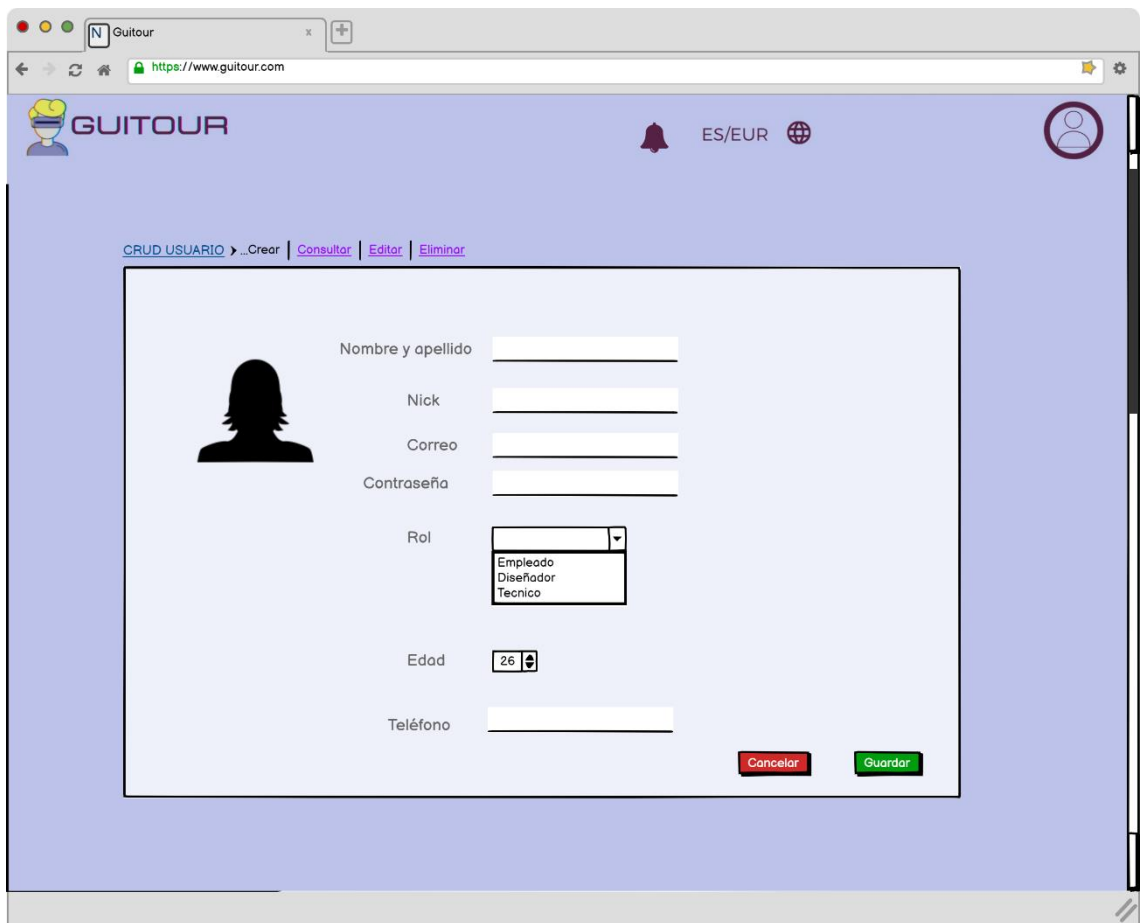 N Guitour x
https://www.guitour.com
GUITOUR
ES/EUR
CRUD USUARIO ...Crear | Consultar | Editar | Eliminar
Nombre y apellido
Nick
Correo
Contraseña
Rol
Empleado
Diseñador
Tecnico
Edad 26
Teléfono
Cancelar Guardar